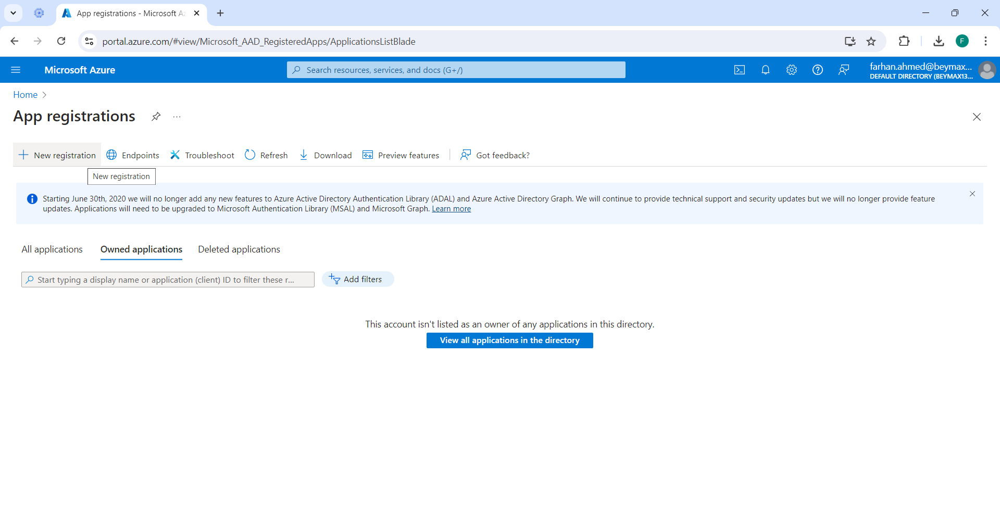 App registrations - Microsoft Az
portal.azure.com/#view/Microsoft_AAD_RegisteredApps/ApplicationsListBlade
F
Microsoft Azure
Search resources, services, and docs (G+/)
farhan.ahmed@beymax...
DEFAULT DIRECTORY (BEYMAX13...
Home
App registrations
...
New registration
Endpoints
Troubleshoot
Refresh
Download
Preview features
Got feedback?
New registration
Starting June 30th, 2020 we will no longer add any new features to Azure Active Directory Authentication Library (ADAL) and Azure Active Directory Graph. We will continue to provide technical support and security updates but we will no longer provide feature
updates. Applications will need to be upgraded to Microsoft Authentication Library (MSAL) and Microsoft Graph. Learn more
All applications
Owned applications
Deleted applications
Start typing a display name or application (client) ID to filter these r...
Add filters
This account isn't listed as an owner of any applications in this directory.
View all applications in the directory